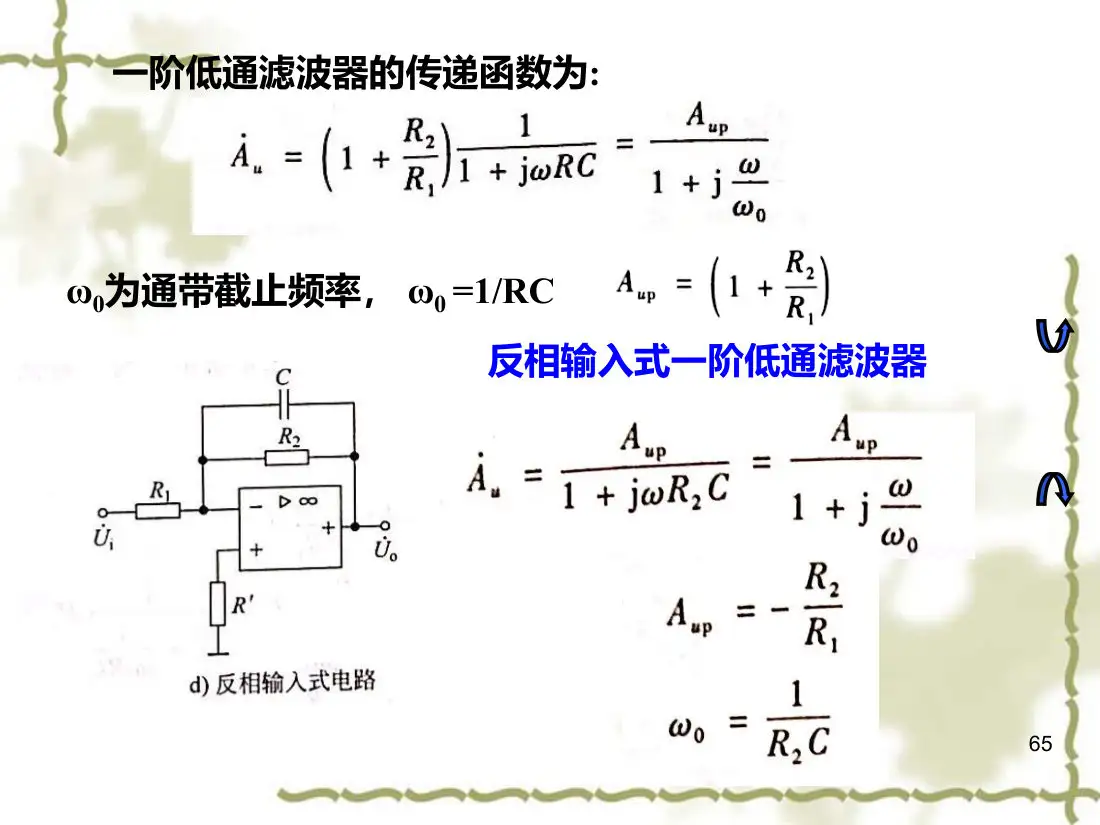 一阶低通滤波器的传递函数为:
Ȧu = (1 + R2/R1) 1/(1 + jωRC) = Aup/(1 + j ω/ω0)
ω0为通带截止频率， ω0 =1/RC
Aup = (1 + R2/R1)
反相输入式一阶低通滤波器
C
R2
R1
− ▷ ∞
+
+
U̇i
U̇o
R'
d) 反相输入式电路
Ȧu = Aup/(1 + jωR2C) = Aup/(1 + j ω/ω0)
Aup = − R2/R1
ω0 = 1/R2C
65